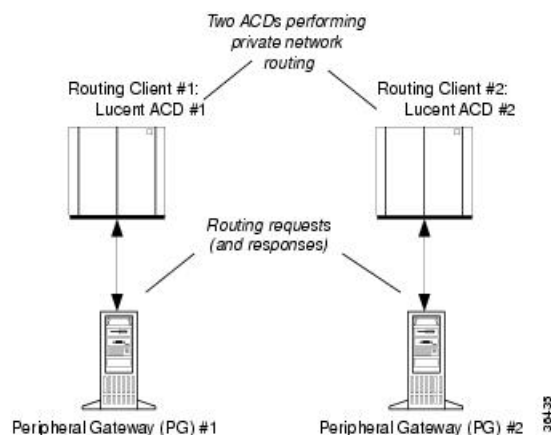 Two ACDs performing
private network
routing
Routing Client #1:
Lucent ACD #1
Routing Client #2:
Lucent ACD #2
Routing requests
(and responses)
Peripheral Gateway (PG) #1
Peripheral Gateway (PG) #2
36435